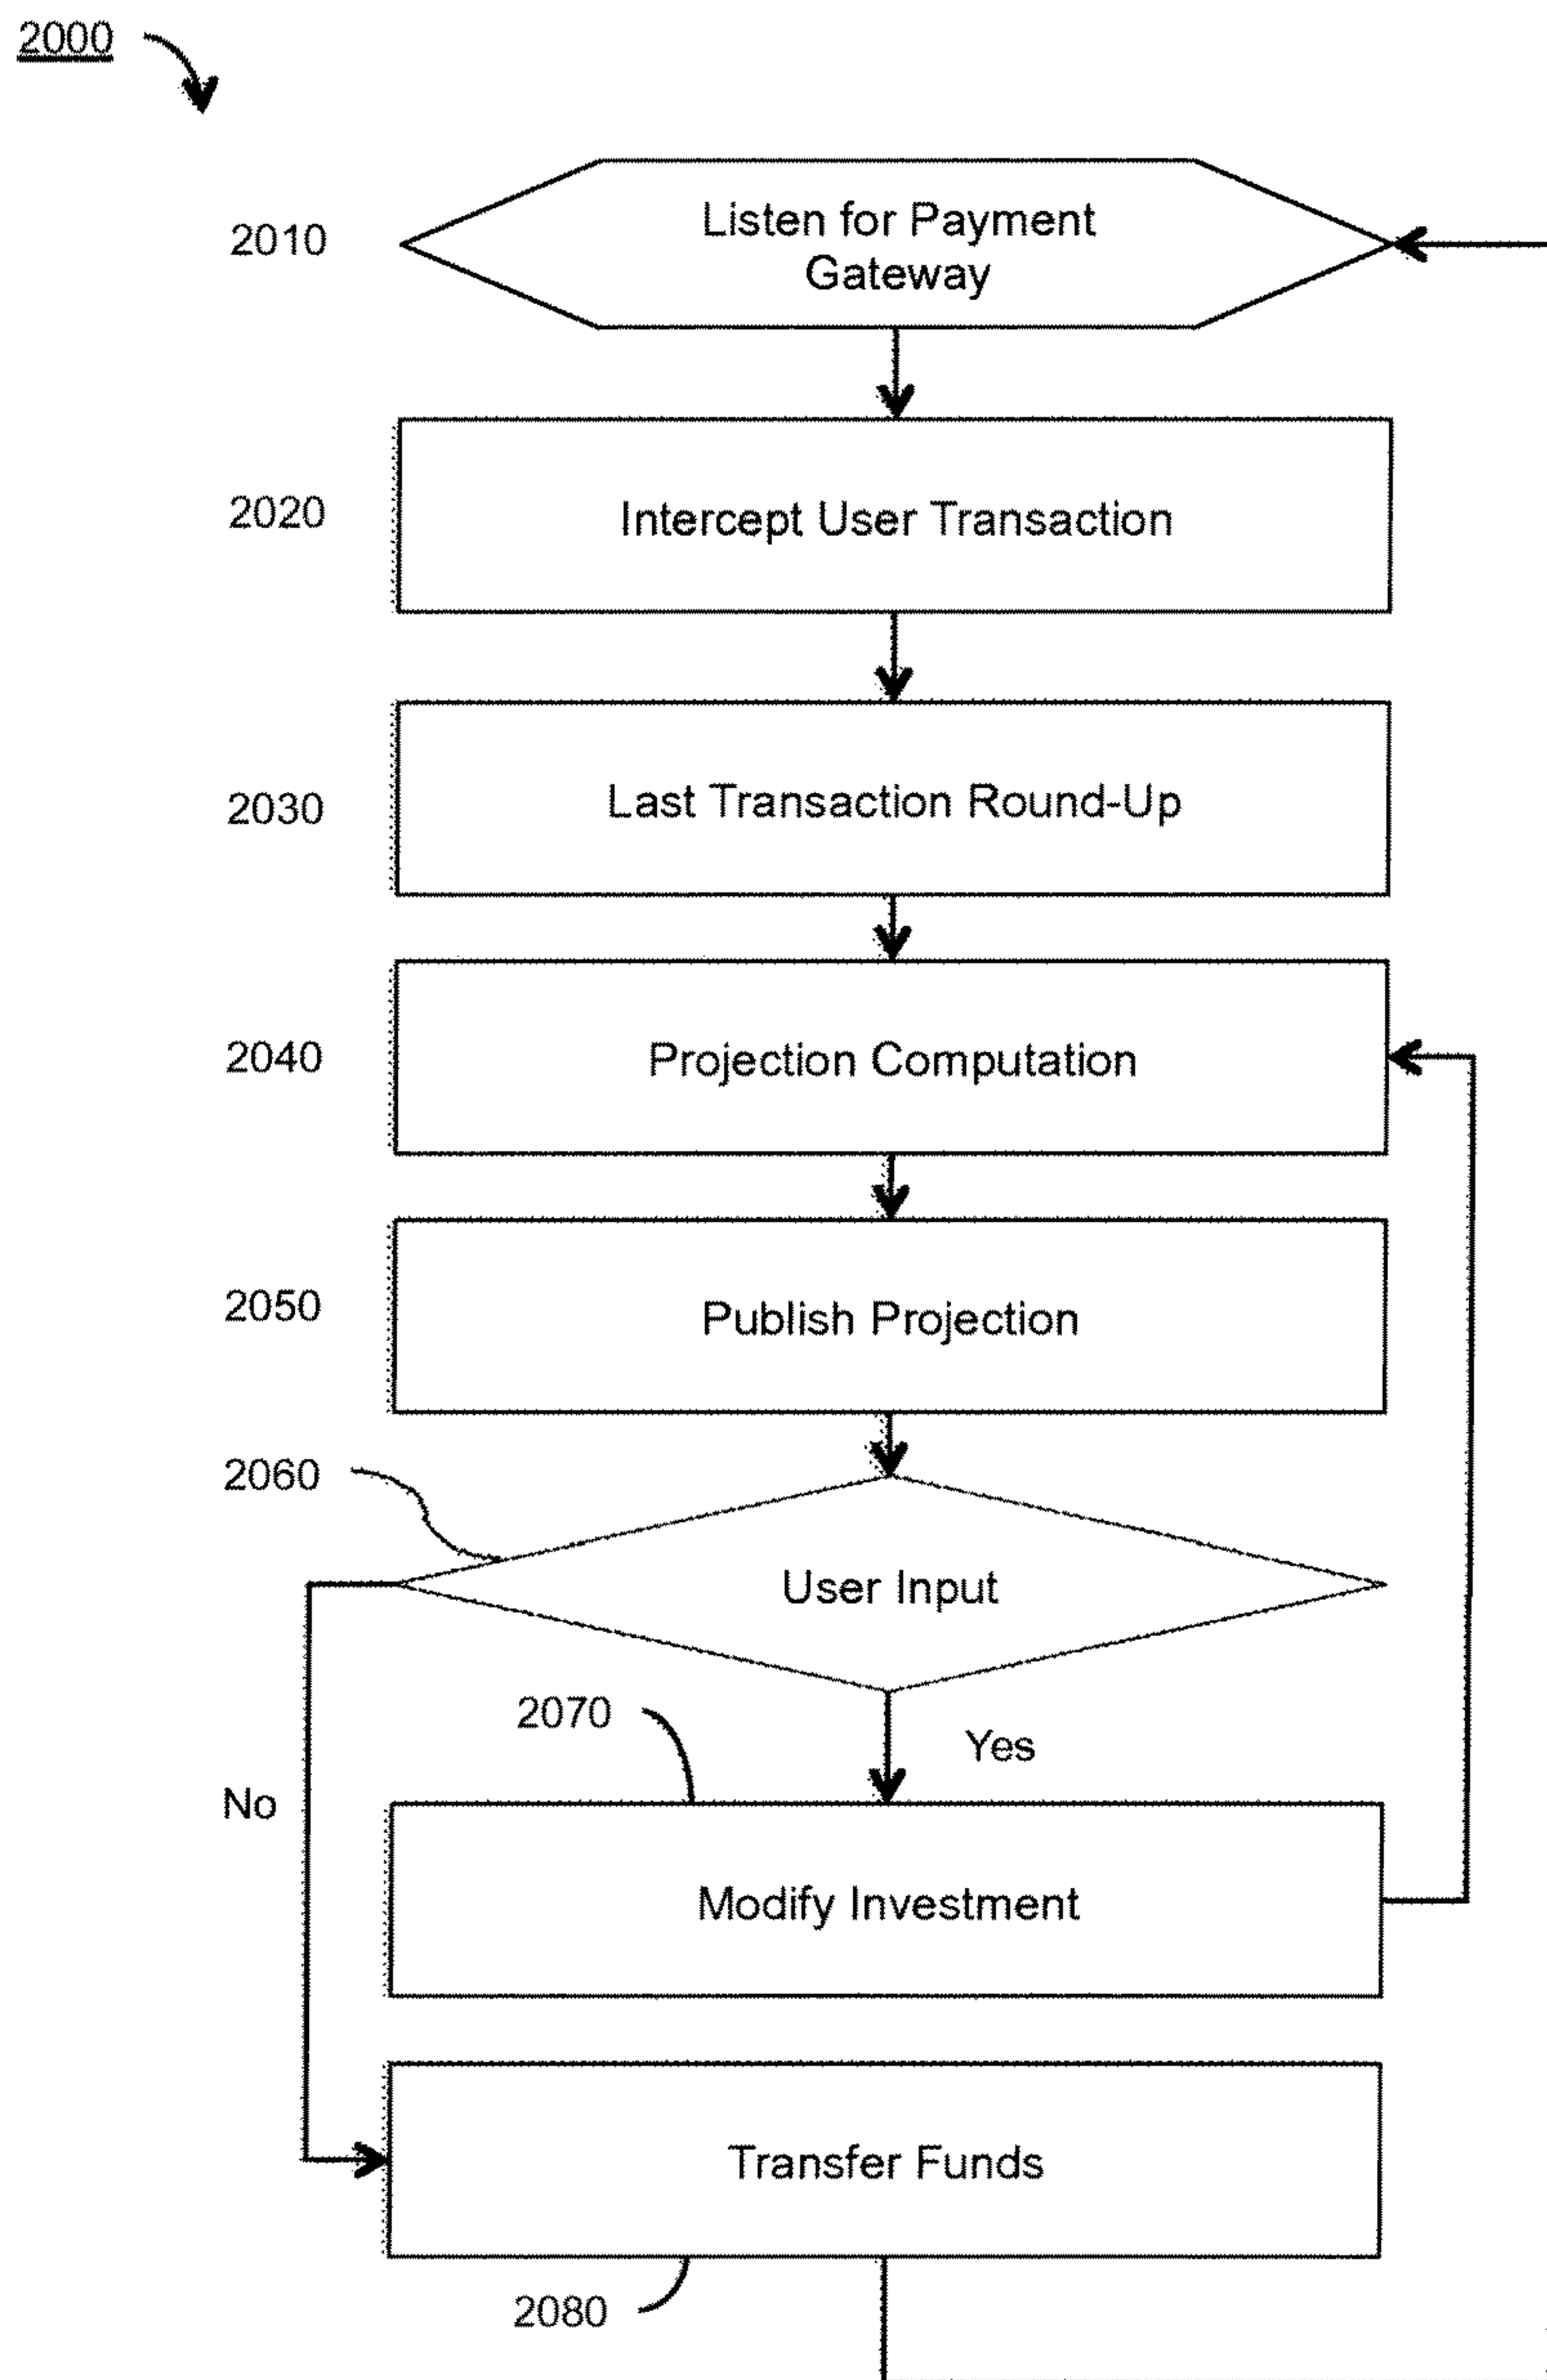 2000
2010
Listen for Payment
Gateway
2020
Intercept User Transaction
2030
Last Transaction Round-Up
2040
Projection Computation
2050
Publish Projection
2060
User Input
2070
Yes
No
Modify Investment
Transfer Funds
2080